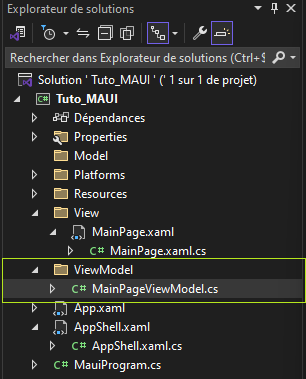 Explorateur de solutions
Rechercher dans Explorateur de solutions (Ctrl+$
Solution ' Tuto_MAUI ' (' 1 sur 1 de projet)
C# Tuto_MAUI
Dépendances
Properties
Model
Platforms
Resources
View
MainPage.xaml
C# MainPage.xaml.cs
ViewModel
C# MainPageViewModel.cs
App.xaml
AppShell.xaml
C# AppShell.xaml.cs
C# MauiProgram.cs